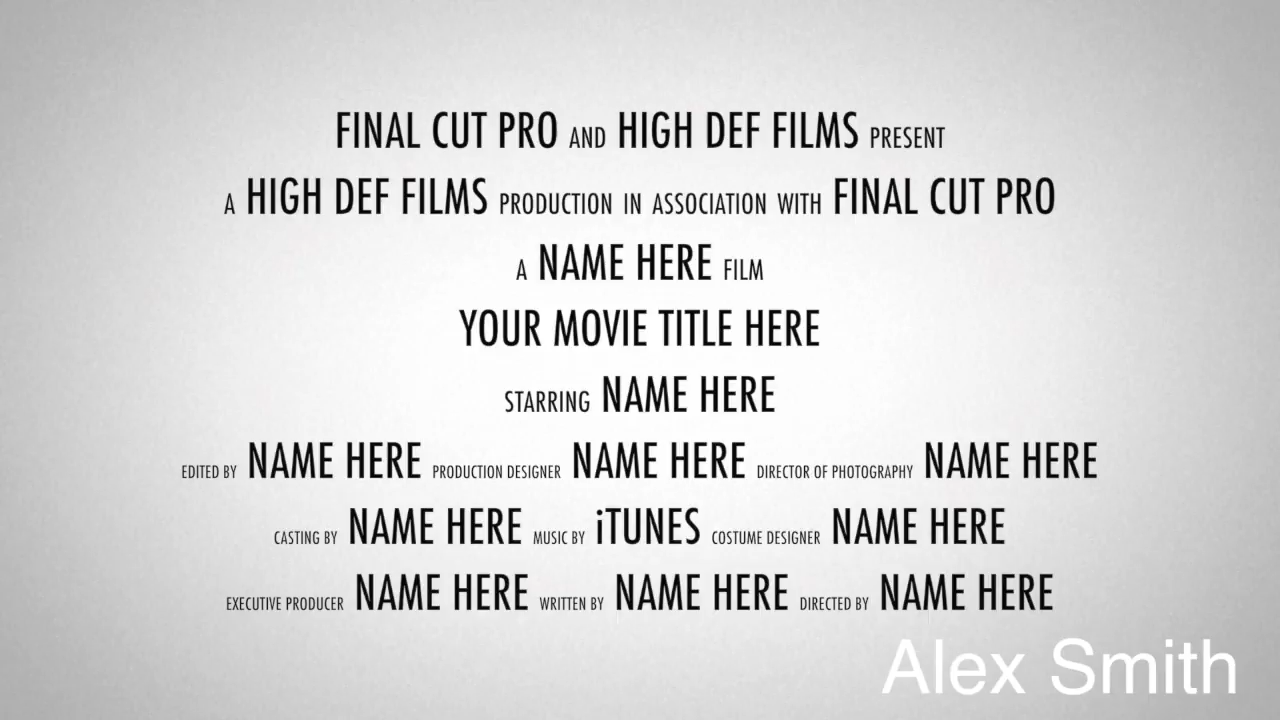 FINAL CUT PRO AND HIGH DEF FILMS PRESENT
A HIGH DEF FILMS PRODUCTION IN ASSOCIATION WITH FINAL CUT PRO
A NAME HERE FILM
YOUR MOVIE TITLE HERE
STARRING NAME HERE
EDITED BY NAME HERE PRODUCTION DESIGNER NAME HERE DIRECTOR OF PHOTOGRAPHY NAME HERE
CASTING BY NAME HERE MUSIC BY iTUNES COSTUME DESIGNER NAME HERE
EXECUTIVE PRODUCER NAME HERE WRITTEN BY NAME HERE DIRECTED BY NAME HERE
Alex Smith